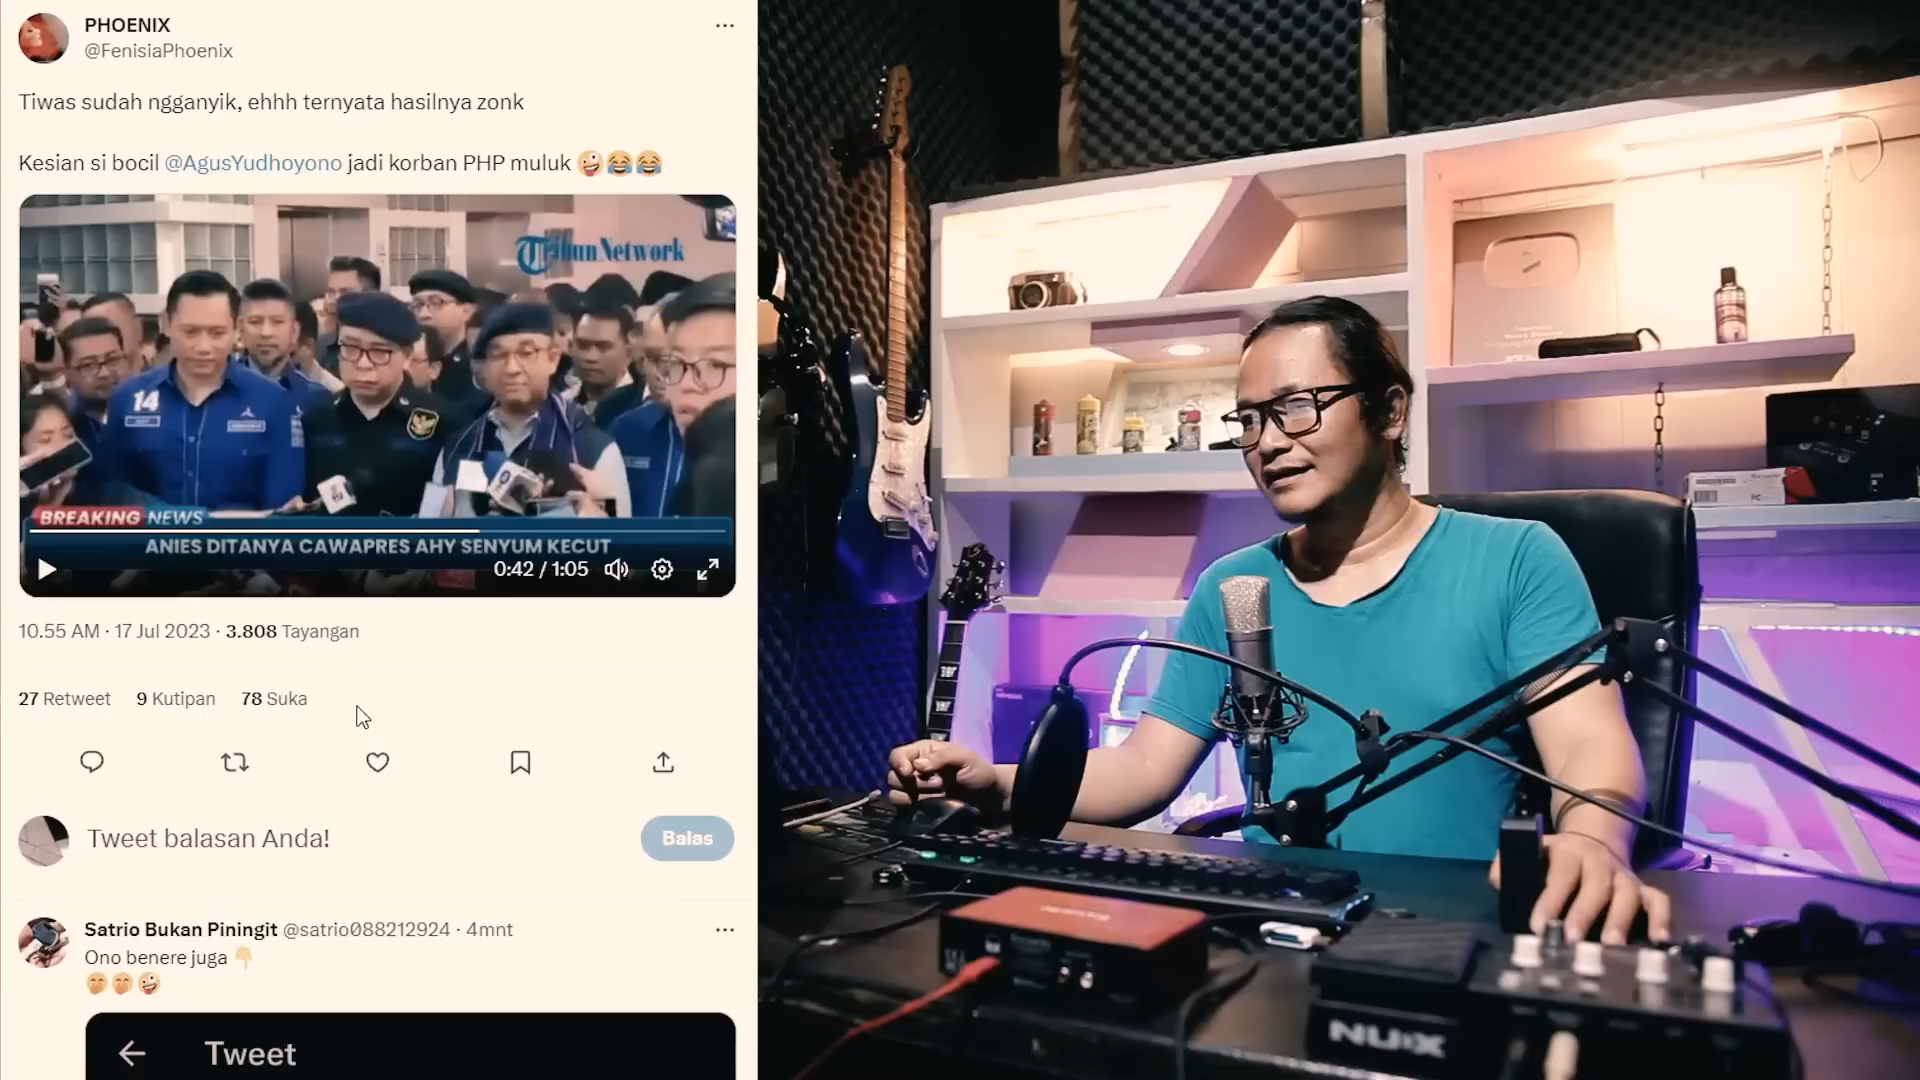 PHOENIX
@FenisiaPhoenix
Tiwas sudah ngganyik, ehhh ternyata hasilnya zonk
Kesian si bocil @AgusYudhoyono jadi korban PHP muluk 🤪😂😂
Tribun Network
14
BREAKING NEWS
ANIES DITANYA CAWAPRES AHY SENYUM KECUT
0:42 / 1:05
10.55 AM · 17 Jul 2023 · 3.808 Tayangan
27 Retweet 9 Kutipan 78 Suka
Tweet balasan Anda!
Balas
Satrio Bukan Piningit @satrio088212924 · 4mnt
Ono benere juga 👇
🤭🤭🤪
Tweet
NUX